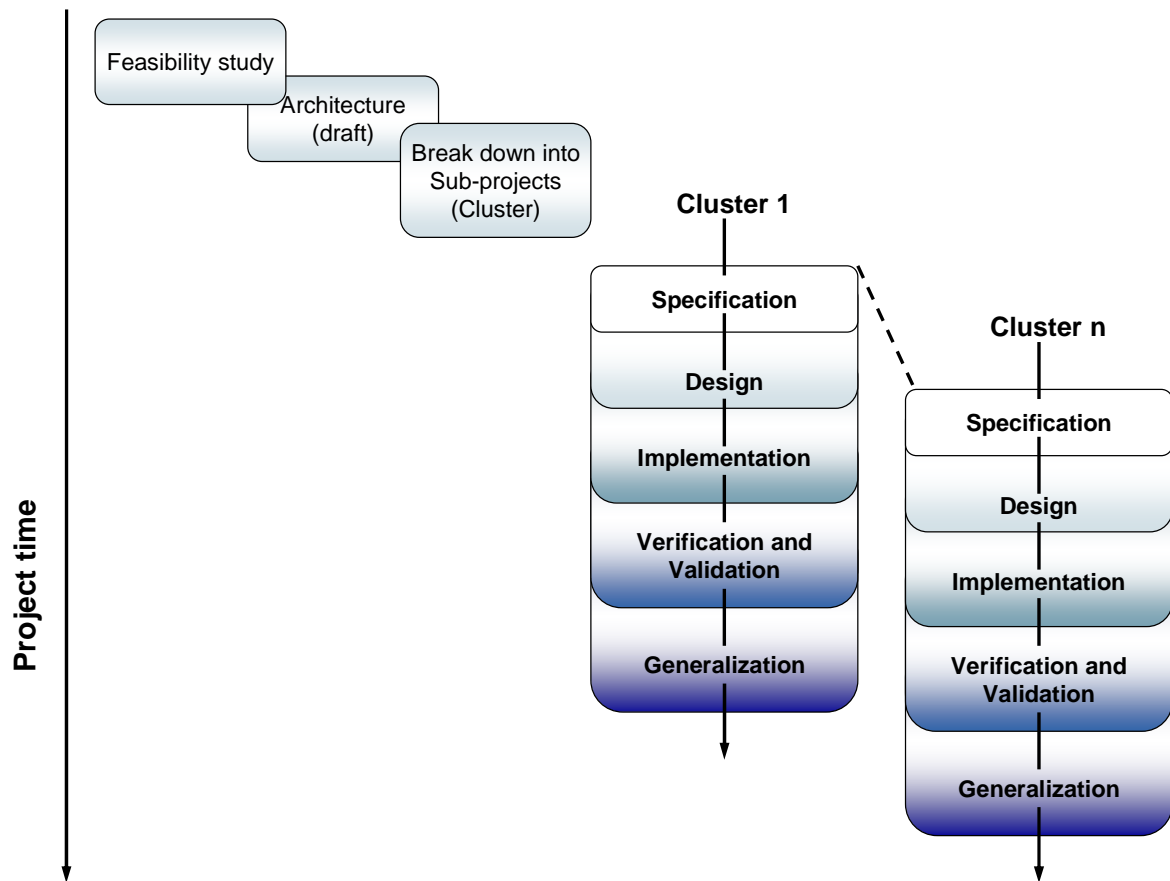 Feasibility study
Architecture
(draft)
Break down into
Sub-projects
(Cluster)
Cluster 1
Specification
Design
Implementation
Verification and
Validation
Generalization
Cluster n
Specification
Design
Implementation
Verification and
Validation
Generalization
Project time